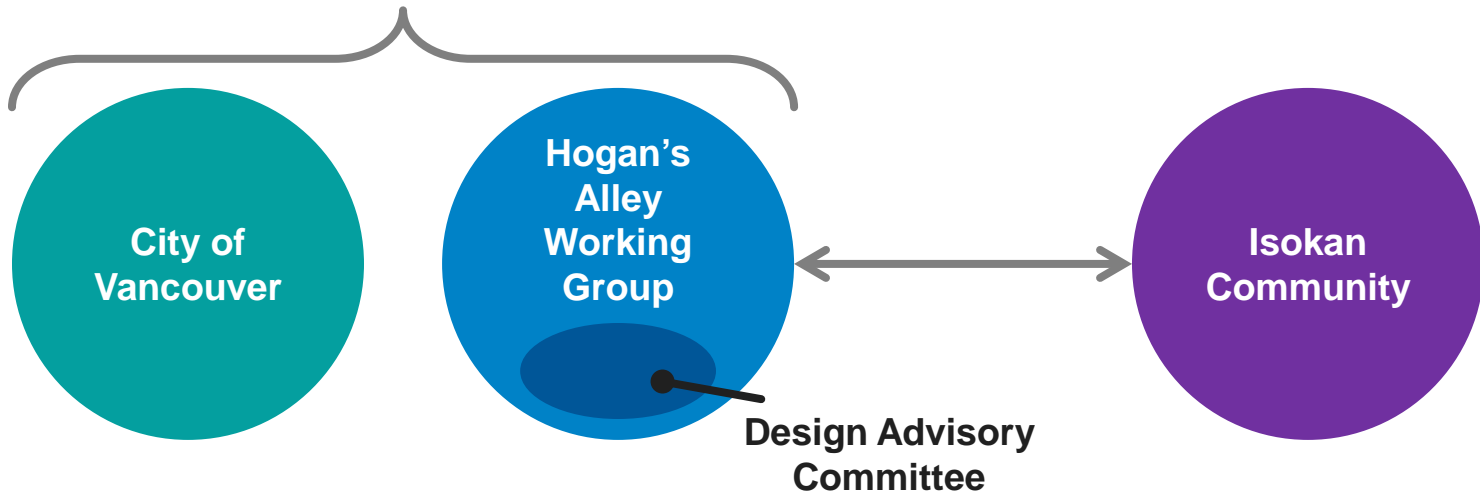 City of
Vancouver
Hogan’s
Alley
Working
Group
Isokan
Community
Design Advisory
Committee